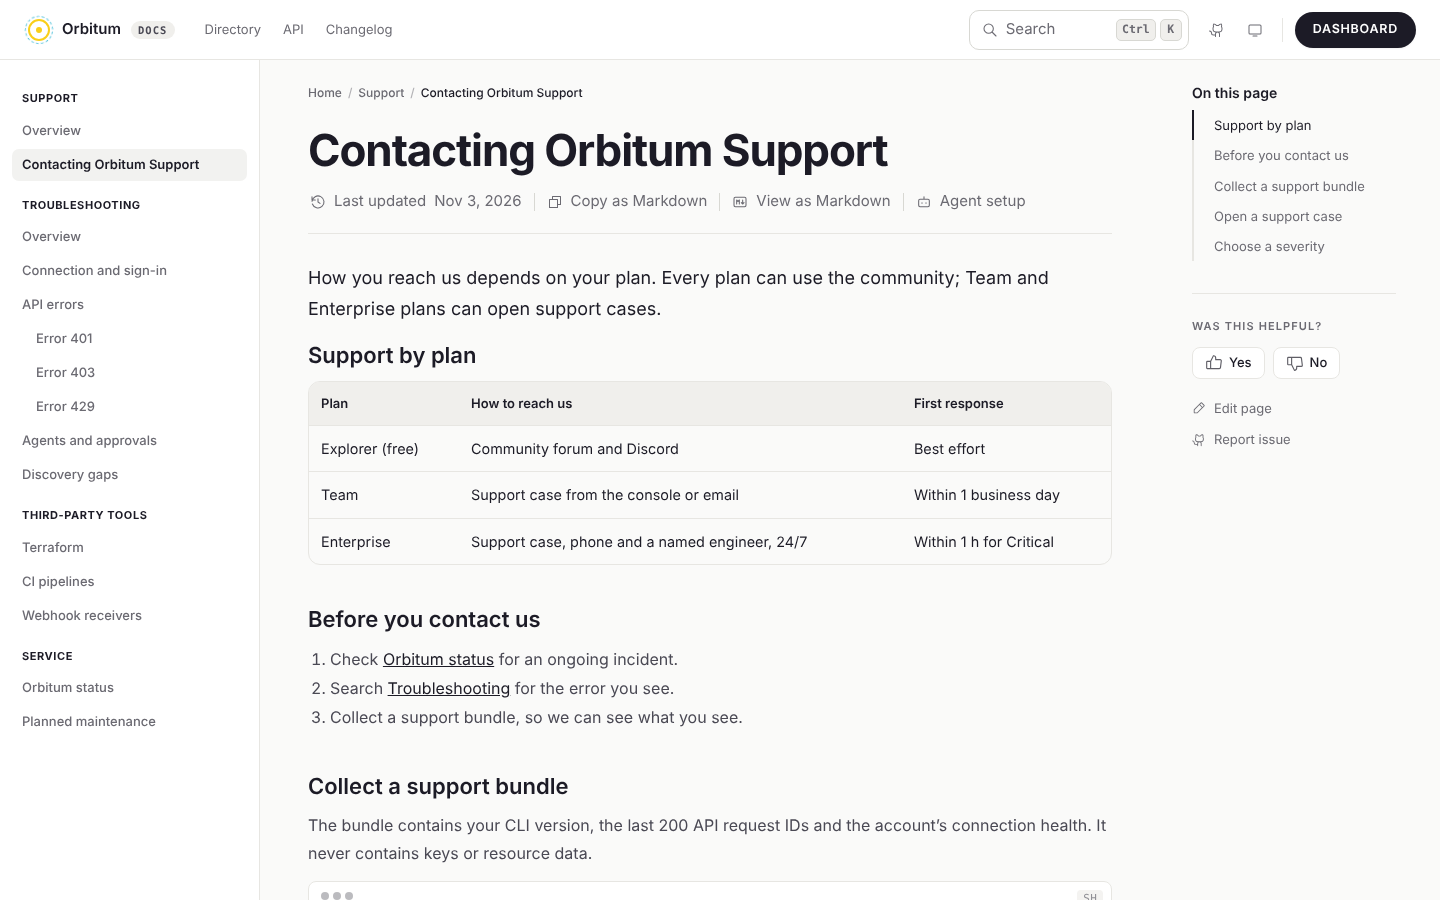 Orbitum DOCS Directory API Changelog Search Ctrl K DASHBOARD
SUPPORT
Overview
Contacting Orbitum Support
TROUBLESHOOTING
Overview
Connection and sign-in
API errors
Error 401
Error 403
Error 429
Agents and approvals
Discovery gaps
THIRD-PARTY TOOLS
Terraform
CI pipelines
Webhook receivers
SERVICE
Orbitum status
Planned maintenance
Home / Support / Contacting Orbitum Support
Contacting Orbitum Support
Last updated Nov 3, 2026 Copy as Markdown View as Markdown Agent setup
How you reach us depends on your plan. Every plan can use the community; Team and
Enterprise plans can open support cases.
Support by plan
Plan How to reach us First response
Explorer (free) Community forum and Discord Best effort
Team Support case from the console or email Within 1 business day
Enterprise Support case, phone and a named engineer, 24/7 Within 1 h for Critical
Before you contact us
1. Check Orbitum status for an ongoing incident.
2. Search Troubleshooting for the error you see.
3. Collect a support bundle, so we can see what you see.
Collect a support bundle
The bundle contains your CLI version, the last 200 API request IDs and the account’s connection health. It
never contains keys or resource data.
SH
On this page
Support by plan
Before you contact us
Collect a support bundle
Open a support case
Choose a severity
WAS THIS HELPFUL?
Yes No
Edit page
Report issue